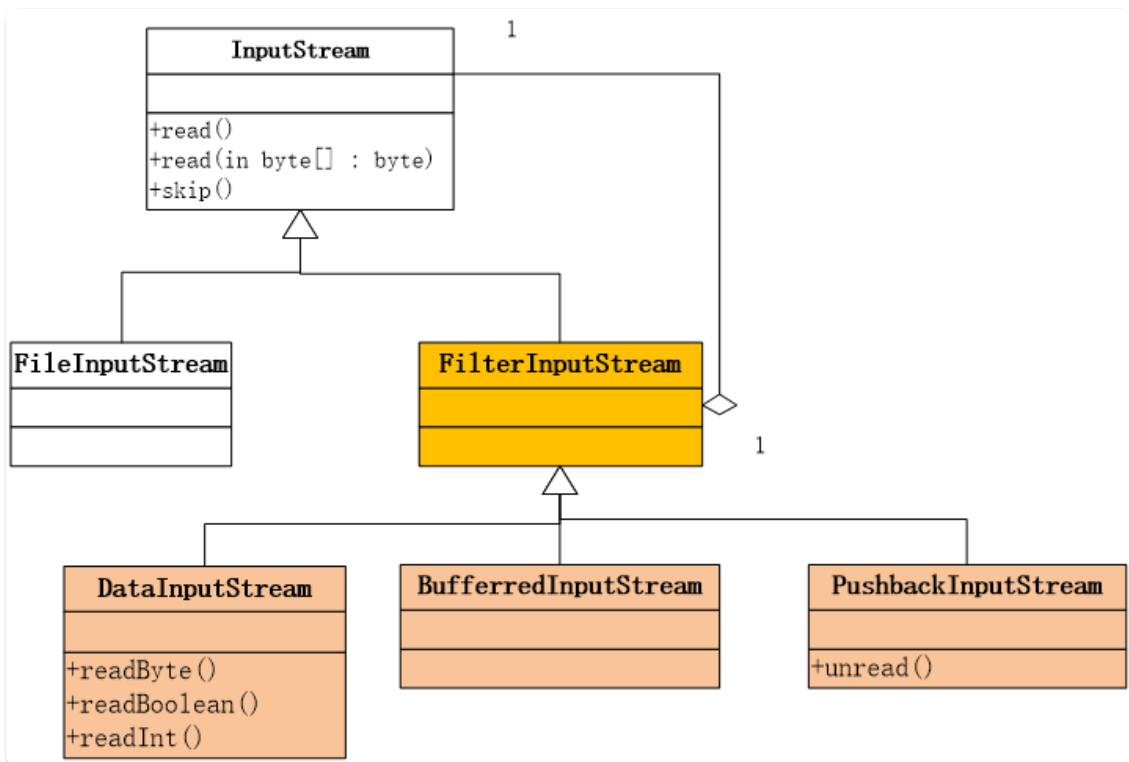 1
InputStream
+read()
+read(in byte[] : byte)
+skip()
FileInputStream
FilterInputStream
1
DataInputStream
+readByte()
+readBoolean()
+readInt()
BufferredInputStream
PushbackInputStream
+unread()